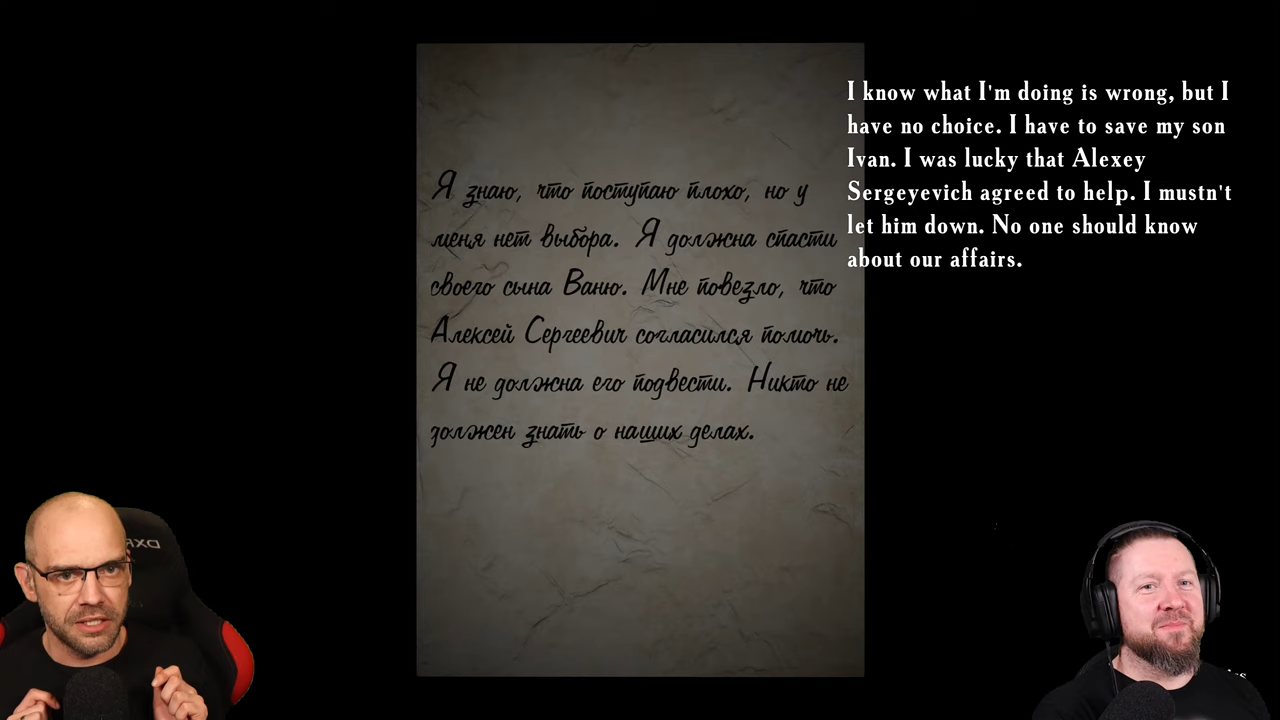 Я знаю, что поступаю плохо, но у
меня нет выбора. Я должна спасти
своего сына Ваню. Мне повезло, что
Алексей Сергеевич согласился помочь.
Я не должна его подвести. Никто не
должен знать о наших делах.
I know what I'm doing is wrong, but I
have no choice. I have to save my son
Ivan. I was lucky that Alexey
Sergeyevich agreed to help. I mustn't
let him down. No one should know
about our affairs.